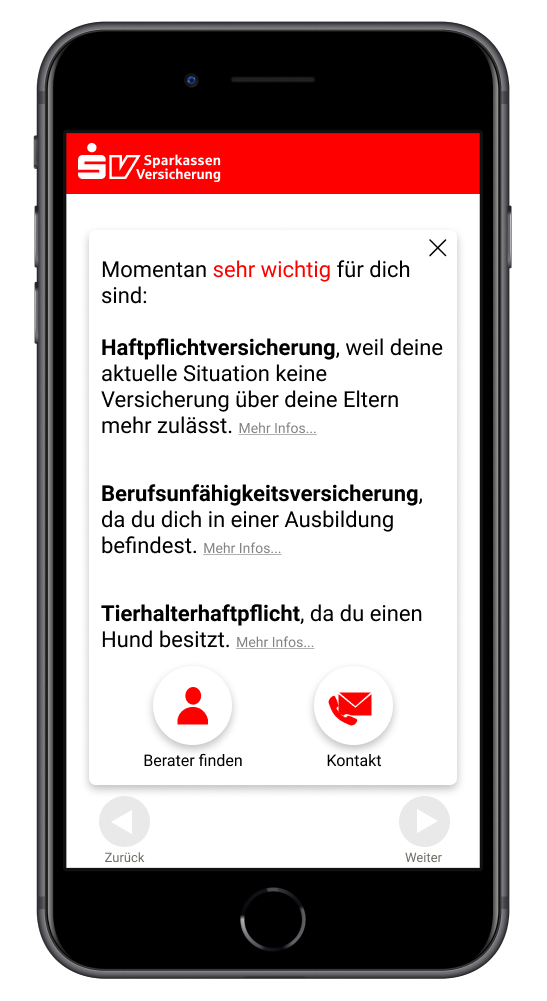 Sparkassen
Versicherung
Momentan sehr wichtig für dich
sind:
Haftpflichtversicherung, weil deine
aktuelle Situation keine
Versicherung über deine Eltern
mehr zulässt. Mehr Infos...
Berufsunfähigkeitsversicherung,
da du dich in einer Ausbildung
befindest. Mehr Infos...
Tierhalterhaftpflicht, da du einen
Hund besitzt. Mehr Infos...
Berater finden
Kontakt
Zurück
Weiter